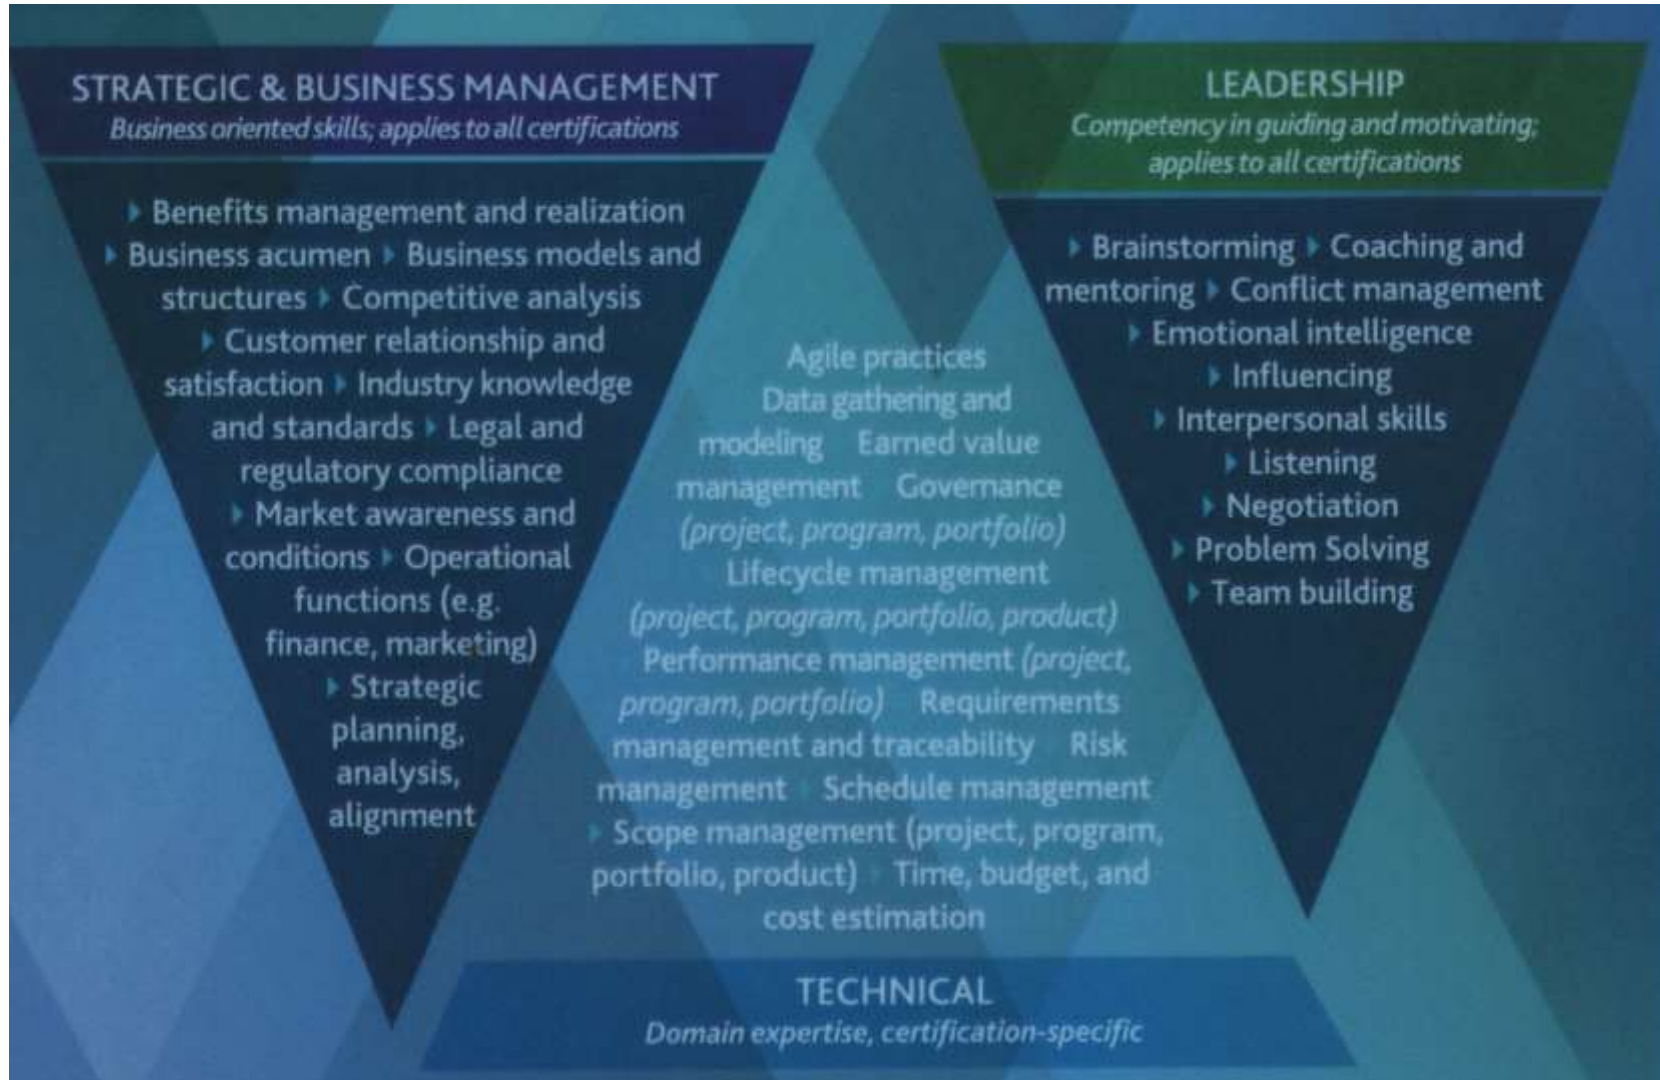 STRATEGIC & BUSINESS MANAGEMENT
Business oriented skills; applies to all certifications
Benefits management and realization
Business acumen Business models and
structures Competitive analysis
Customer relationship and
satisfaction Industry knowledge
and standards Legal and
regulatory compliance
Market awareness and
conditions Operational
functions (e.g.
finance, marketing)
Strategic
planning,
analysis,
alignment
Agile practices
Data gathering and
modeling Earned value
management Governance
(project, program, portfolio)
Lifecycle management
(project, program, portfolio, product)
Performance management (project,
program, portfolio) Requirements
management and traceability Risk
management Schedule management
Scope management (project, program,
portfolio, product) Time, budget, and
cost estimation
TECHNICAL
Domain expertise, certification-specific
LEADERSHIP
Competency in guiding and motivating;
applies to all certifications
Brainstorming Coaching and
mentoring Conflict management
Emotional intelligence
Influencing
Interpersonal skills
Listening
Negotiation
Problem Solving
Team building